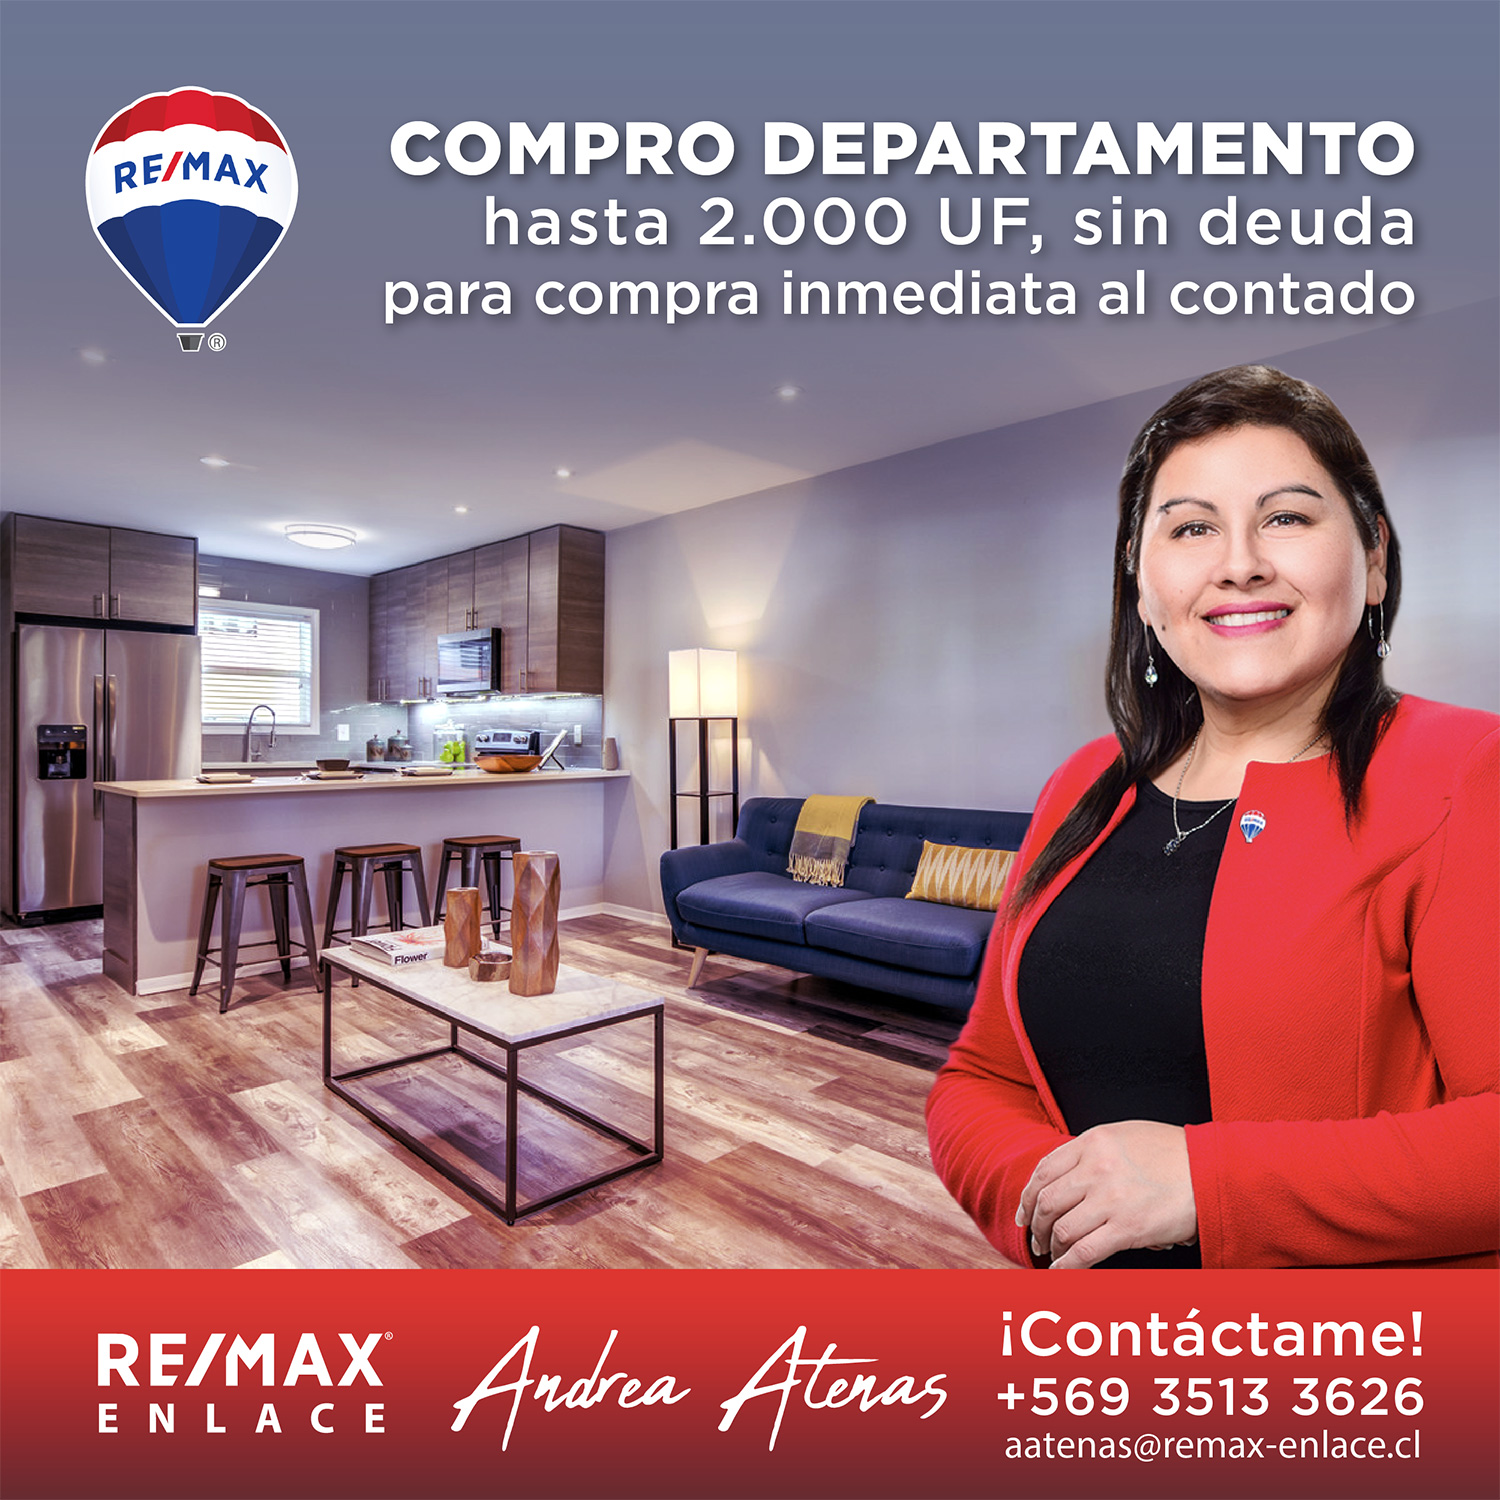 RE/MAX
®
COMPRO DEPARTAMENTO
hasta 2.000 UF, sin deuda
para compra inmediata al contado
Flower
RE/MAX®
ENLACE
Andrea Atenas
¡Contáctame!
+569 3513 3626
aatenas@remax-enlace.cl